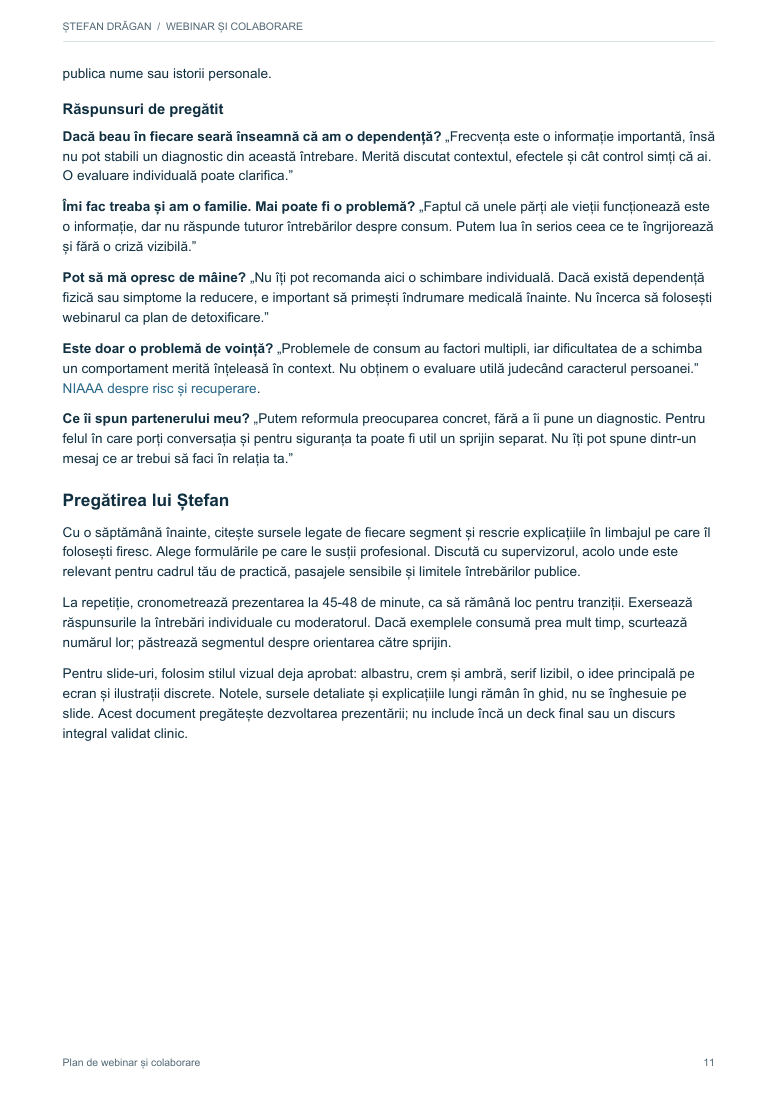 ȘTEFAN DRĂGAN / WEBINAR ȘI COLABORARE
publica nume sau istorii personale.
Răspunsuri de pregătit
Dacă beau în fiecare seară înseamnă că am o dependență? „Frecvența este o informație importantă, însă
nu pot stabili un diagnostic din această întrebare. Merită discutat contextul, efectele și cât control simți că ai.
O evaluare individuală poate clarifica.”
Îmi fac treaba și am o familie. Mai poate fi o problemă? „Faptul că unele părți ale vieții funcționează este
o informație, dar nu răspunde tuturor întrebărilor despre consum. Putem lua în serios ceea ce te îngrijorează
și fără o criză vizibilă.”
Pot să mă opresc de mâine? „Nu îți pot recomanda aici o schimbare individuală. Dacă există dependență
fizică sau simptome la reducere, e important să primești îndrumare medicală înainte. Nu încerca să folosești
webinarul ca plan de detoxificare.”
Este doar o problemă de voință? „Problemele de consum au factori multipli, iar dificultatea de a schimba
un comportament merită înțeleasă în context. Nu obținem o evaluare utilă judecând caracterul persoanei.”
NIAAA despre risc și recuperare.
Ce îi spun partenerului meu? „Putem reformula preocuparea concret, fără a îi pune un diagnostic. Pentru
felul în care porți conversația și pentru siguranța ta poate fi util un sprijin separat. Nu îți pot spune dintr-un
mesaj ce ar trebui să faci în relația ta.”
Pregătirea lui Ștefan
Cu o săptămână înainte, citește sursele legate de fiecare segment și rescrie explicațiile în limbajul pe care îl
folosești firesc. Alege formulările pe care le susții profesional. Discută cu supervizorul, acolo unde este
relevant pentru cadrul tău de practică, pasajele sensibile și limitele întrebărilor publice.
La repetiție, cronometrează prezentarea la 45-48 de minute, ca să rămână loc pentru tranziții. Exersează
răspunsurile la întrebări individuale cu moderatorul. Dacă exemplele consumă prea mult timp, scurtează
numărul lor; păstrează segmentul despre orientarea către sprijin.
Pentru slide-uri, folosim stilul vizual deja aprobat: albastru, crem și ambră, serif lizibil, o idee principală pe
ecran și ilustrații discrete. Notele, sursele detaliate și explicațiile lungi rămân în ghid, nu se înghesuie pe
slide. Acest document pregătește dezvoltarea prezentării; nu include încă un deck final sau un discurs
integral validat clinic.
Plan de webinar și colaborare 11